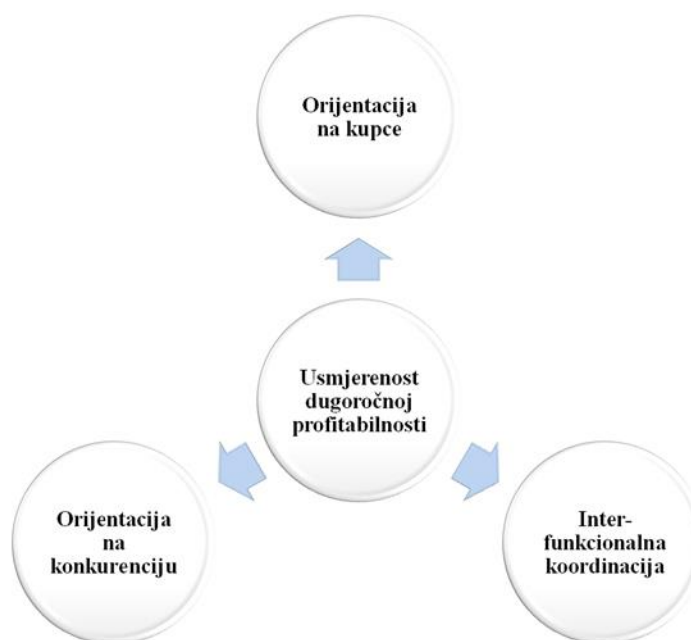 Orijentacija
na kupce
Usmjerenost
dugoročnoj
profitabilnosti
Orijentacija
na
konkurenciju
Inter-
funkcionalna
koordinacija